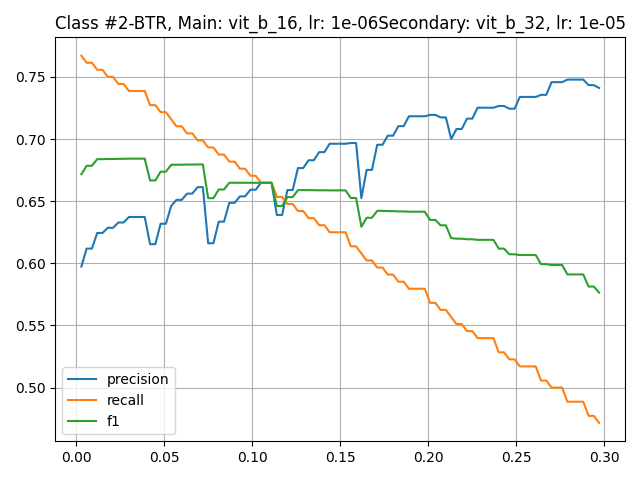 Class #2-BTR, Main: vit_b_16, lr: 1e-06Secondary: vit_b_32, lr: 1e-05
0.75
0.70
0.65
0.60
0.55
0.50
precision
recall
f1
0.00 0.05 0.10 0.15 0.20 0.25 0.30